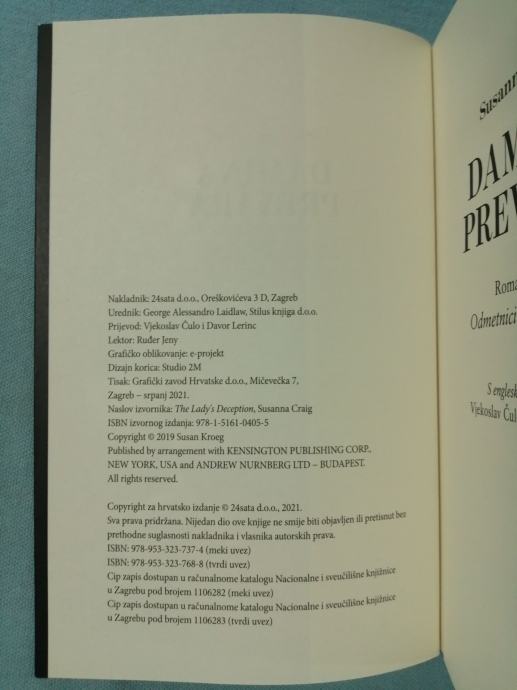 Nakladnik: 24sata d.o.o., Oreškovićeva 3 D, Zagreb
Urednik: George Alessandro Laidlaw, Stilus knjiga d.o.o.
Prijevod: Vjekoslav Čulo i Davor Lerinc
Lektor: Ruđer Jeny
Grafičko oblikovanje: e-projekt
Dizajn korica: Studio 2M
Tisak: Grafički zavod Hrvatske d.o.o., Mičevečka 7,
Zagreb – srpanj 2021.
Naslov izvornika: The Lady's Deception, Susanna Craig
ISBN izvornog izdanja: 978-1-5161-0405-5
Copyright © 2019 Susan Kroeg
Published by arrangement with KENSINGTON PUBLISHING CORP.,
NEW YORK, USA and ANDREW NURNBERG LTD – BUDAPEST.
All rights reserved.
Copyright za hrvatsko izdanje © 24sata d.o.o., 2021.
Sva prava pridržana. Nijedan dio ove knjige ne smije biti objavljen ili pretisnut bez
prethodne suglasnosti nakladnika i vlasnika autorskih prava.
ISBN: 978-953-323-737-4 (meki uvez)
ISBN: 978-953-323-768-8 (tvrdi uvez)
Cip zapis dostupan u računalnome katalogu Nacionalne i sveučilišne knjižnice
u Zagrebu pod brojem 1106282 (meki uvez)
Cip zapis dostupan u računalnome katalogu Nacionalne i sveučilišne knjižnice
u Zagrebu pod brojem 1106283 (tvrdi uvez)
Susann
DAM
PREV
Roma
Odmetnici
S englesk
Vjekoslav Čul